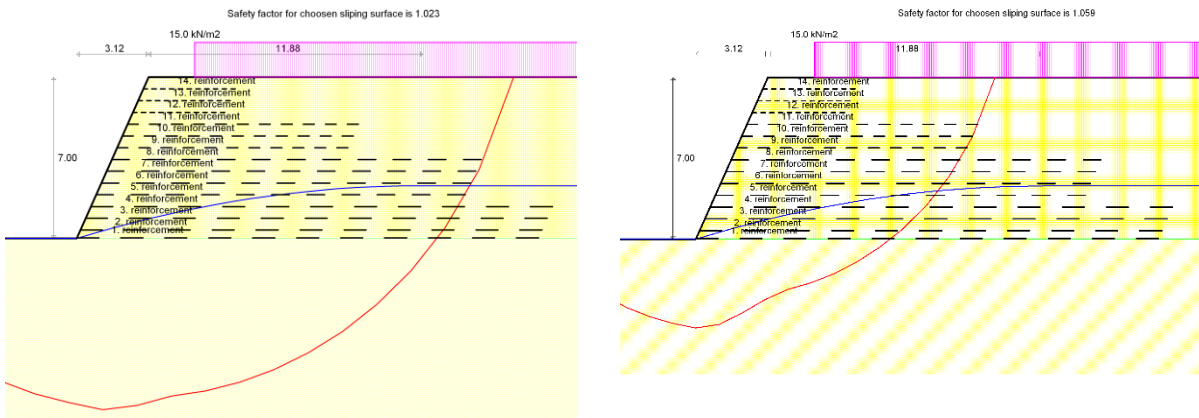 Safety factor for choosen sliping surface is 1.023
15.0 kN/m2
3.12
11.88
7.00
14. reinforcement
13. reinforcement
12. reinforcement
11. reinforcement
10. reinforcement
9. reinforcement
8. reinforcement
7. reinforcement
6. reinforcement
5. reinforcement
4. reinforcement
3. reinforcement
2. reinforcement
1. reinforcement
Safety factor for choosen sliping surface is 1.059
15.0 kN/m2
3.12
11.88
7.00
14. reinforcement
13. reinforcement
12. reinforcement
11. reinforcement
10. reinforcement
9. reinforcement
8. reinforcement
7. reinforcement
6. reinforcement
5. reinforcement
4. reinforcement
3. reinforcement
2. reinforcement
1. reinforcement